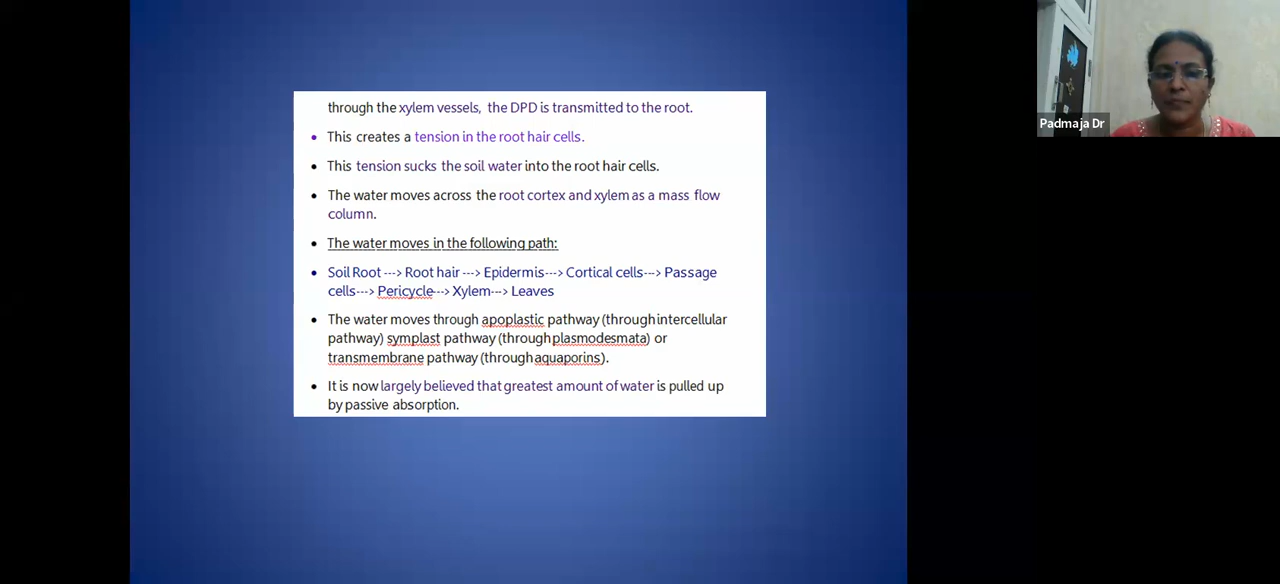 through the xylem vessels, the DPD is transmitted to the root.
• This creates a tension in the root hair cells.
• This tension sucks the soil water into the root hair cells.
• The water moves across the root cortex and xylem as a mass flow
column.
• The water moves in the following path:
• Soil Root ---> Root hair ---> Epidermis---> Cortical cells---> Passage
cells---> Pericycle---> Xylem---> Leaves
• The water moves through apoplastic pathway (through intercellular
pathway) symplast pathway (through plasmodesmata) or
transmembrane pathway (through aquaporins).
• It is now largely believed that greatest amount of water is pulled up
by passive absorption.
Padmaja Dr